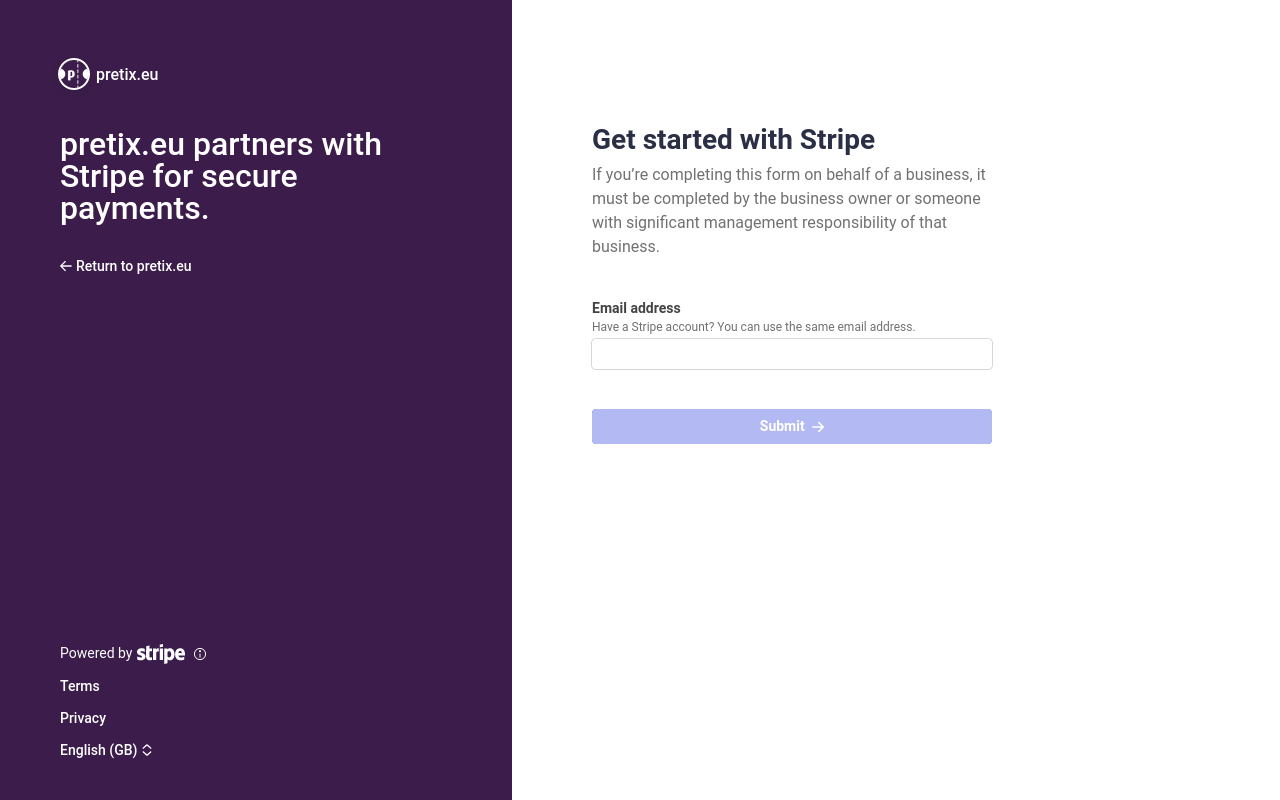 pretix.eu
pretix.eu partners with
Stripe for secure
payments.
Return to pretix.eu
Powered by stripe
Terms
Privacy
English (GB)
Get started with Stripe
If you’re completing this form on behalf of a business, it
must be completed by the business owner or someone
with significant management responsibility of that
business.
Email address
Have a Stripe account? You can use the same email address.
Submit